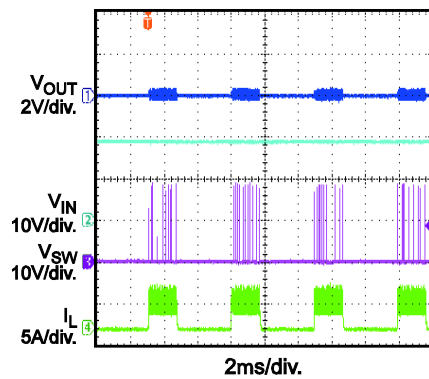 VOUT
1
2V/div.
VIN
2
10V/div.
VSW
3
10V/div.
IL
4
5A/div.
2ms/div.